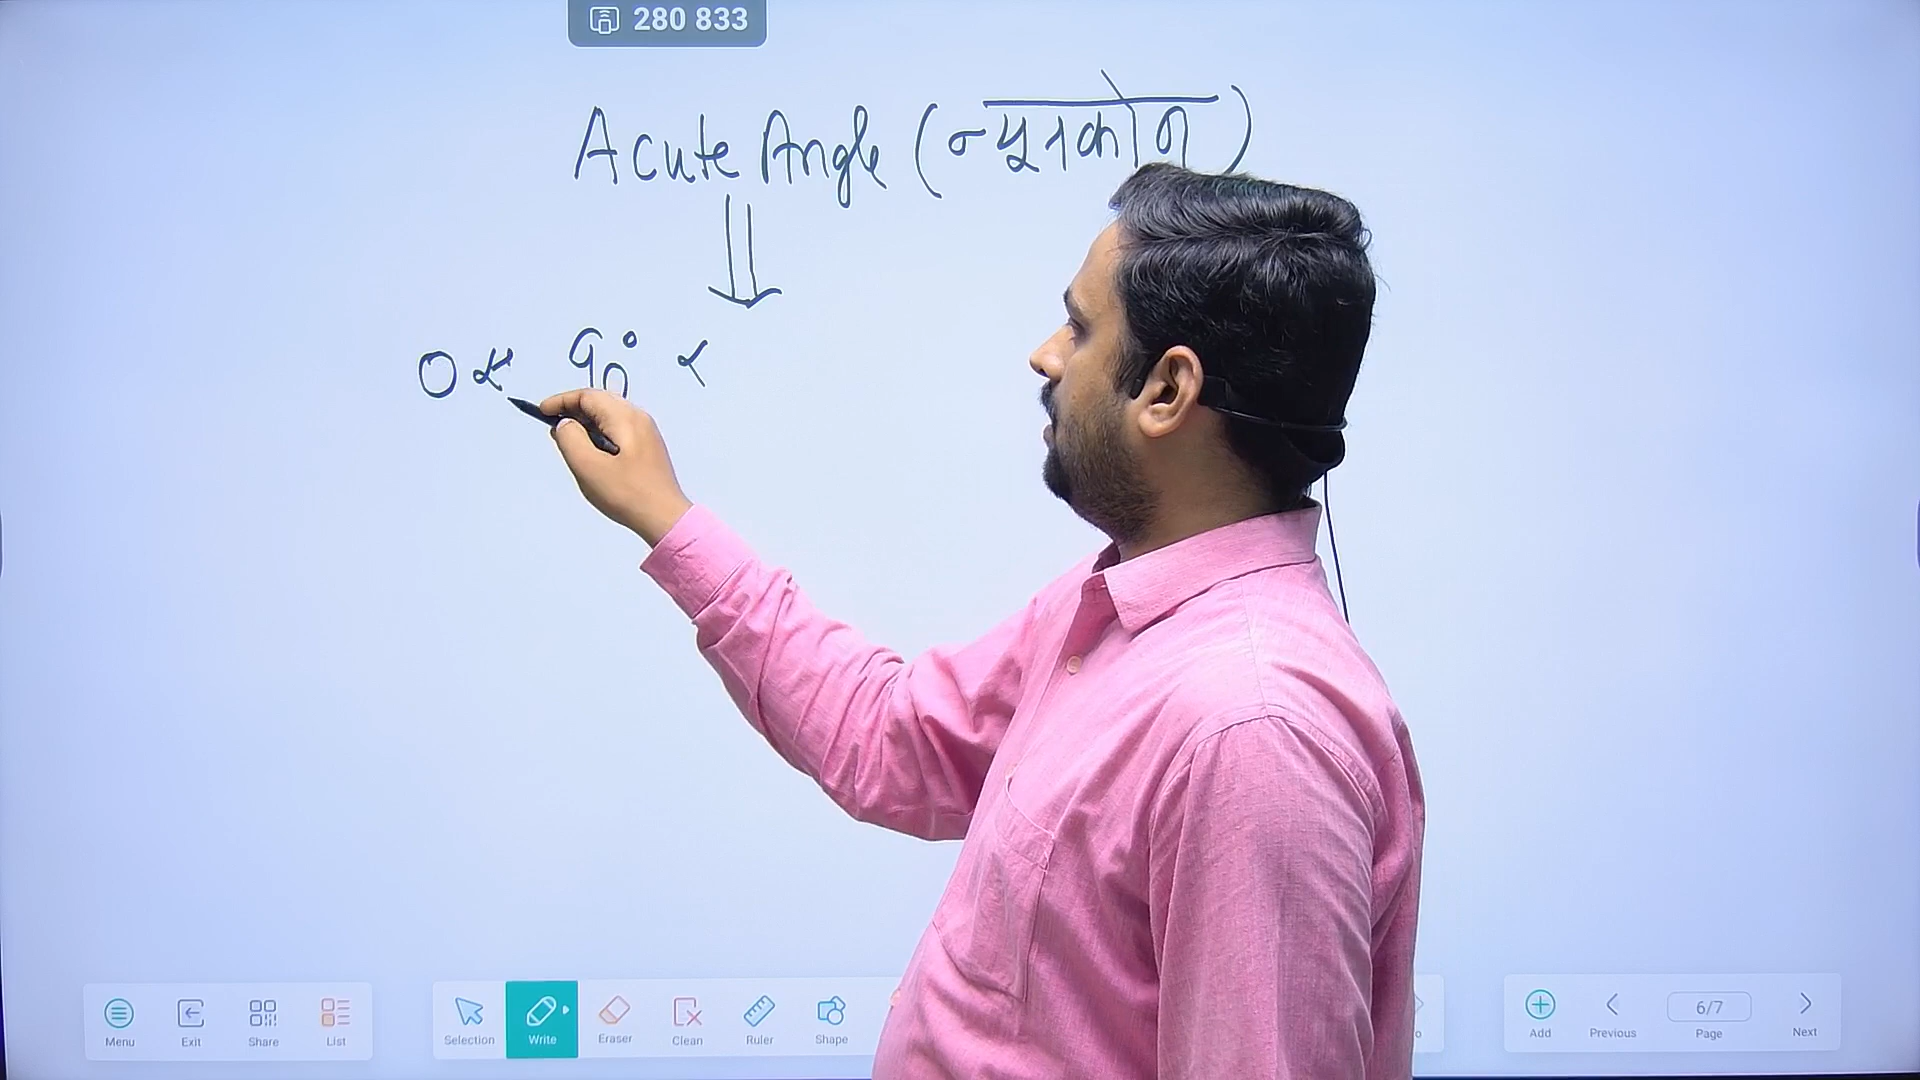 280 833
Acute Angle (न्यूनकोण)
0 < 90° <
Menu Exit Share List Selection Write Eraser Clean Ruler Shape Add Previous 6/7 Page Next